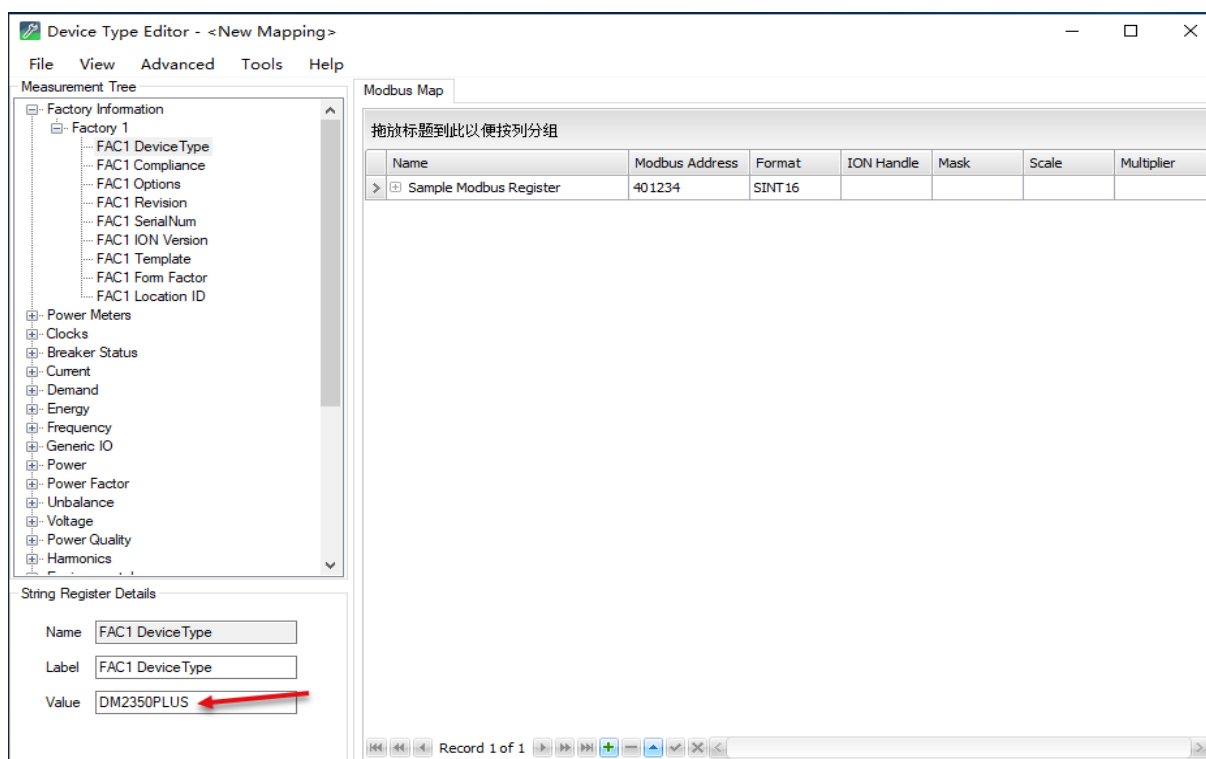 Device Type Editor - <New Mapping>
File View Advanced Tools Help
Measurement Tree
Factory Information
Factory 1
FAC1 DeviceType
FAC1 Compliance
FAC1 Options
FAC1 Revision
FAC1 SerialNum
FAC1 ION Version
FAC1 Template
FAC1 Form Factor
FAC1 Location ID
Power Meters
Clocks
Breaker Status
Current
Demand
Energy
Frequency
Generic IO
Power
Power Factor
Unbalance
Voltage
Power Quality
Harmonics
String Register Details
Name FAC1 DeviceType
Label FAC1 DeviceType
Value DM2350PLUS
Modbus Map
拖放标题到此以便按列分组
Name Modbus Address Format ION Handle Mask Scale Multiplier
Sample Modbus Register 401234 SINT16
Record 1 of 1